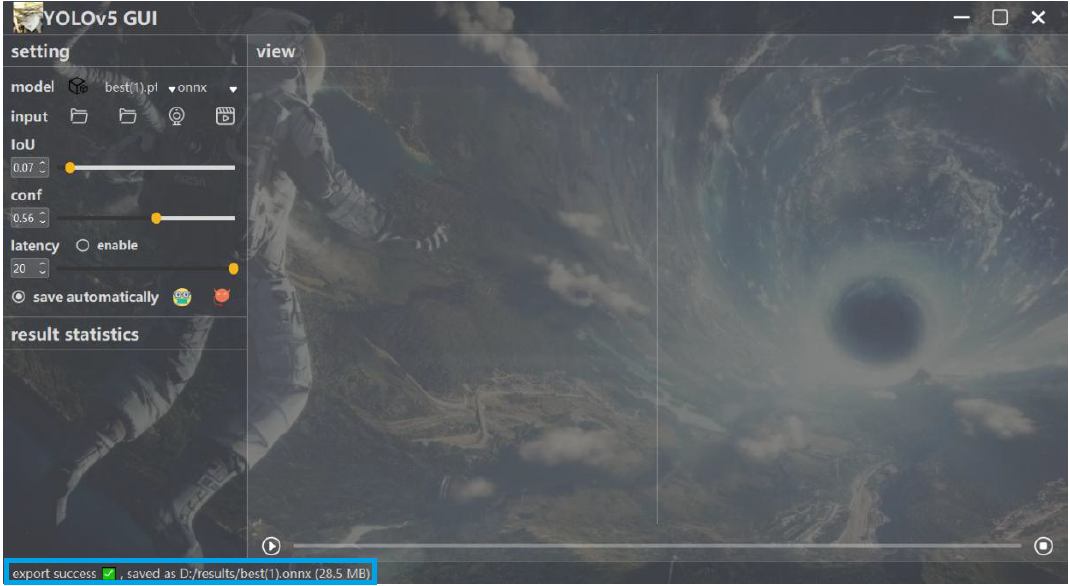 YOLOv5 GUI
setting
view
model best(1).pt onnx
input
IoU
0.07
conf
0.56
latency enable
20
save automatically
result statistics
export success ✅ , saved as D:/results/best(1).onnx (28.5 MB)